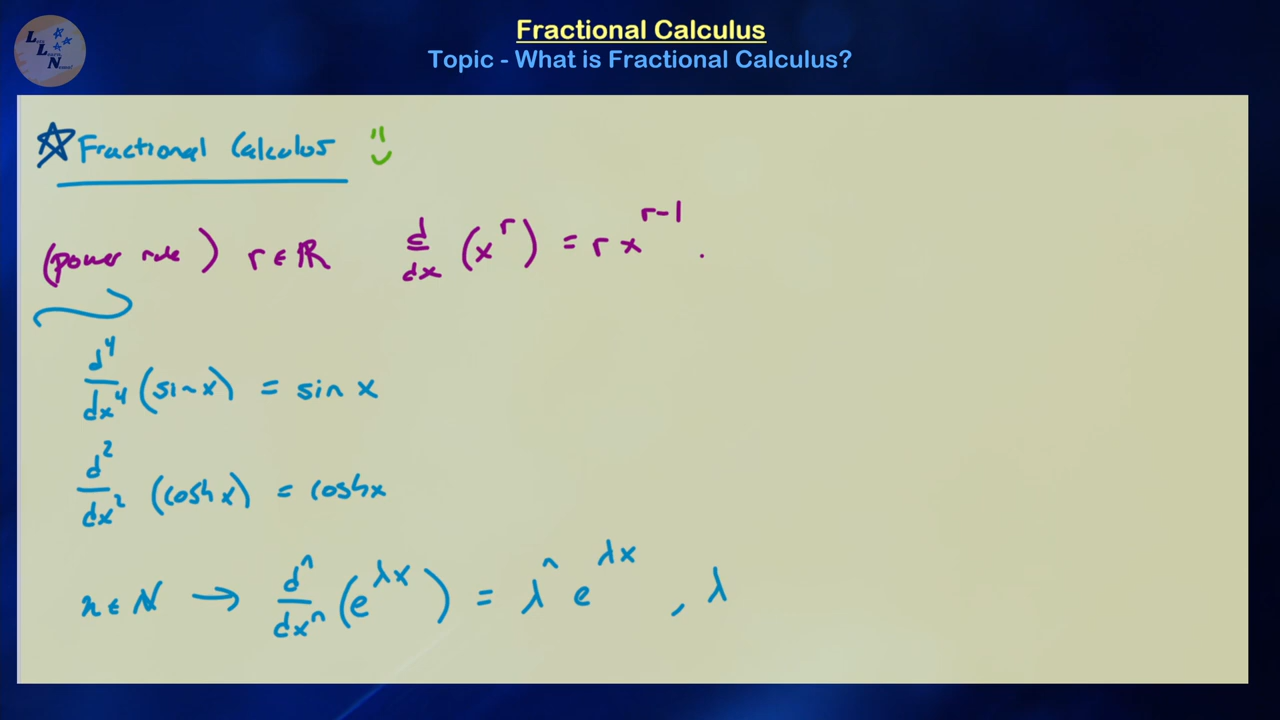 Fractional Calculus
Topic - What is Fractional Calculus?
L L N
☆ Fractional Calculus
(power rule) r ∈ ℝ d/dx (x^r) = r x^(r-1).
d^4/dx^4 (sin x) = sin x
d^2/dx^2 (cosh x) = cosh x
n ∈ ℕ → d^n/dx^n (e^(λx)) = λ^n e^(λx), λ